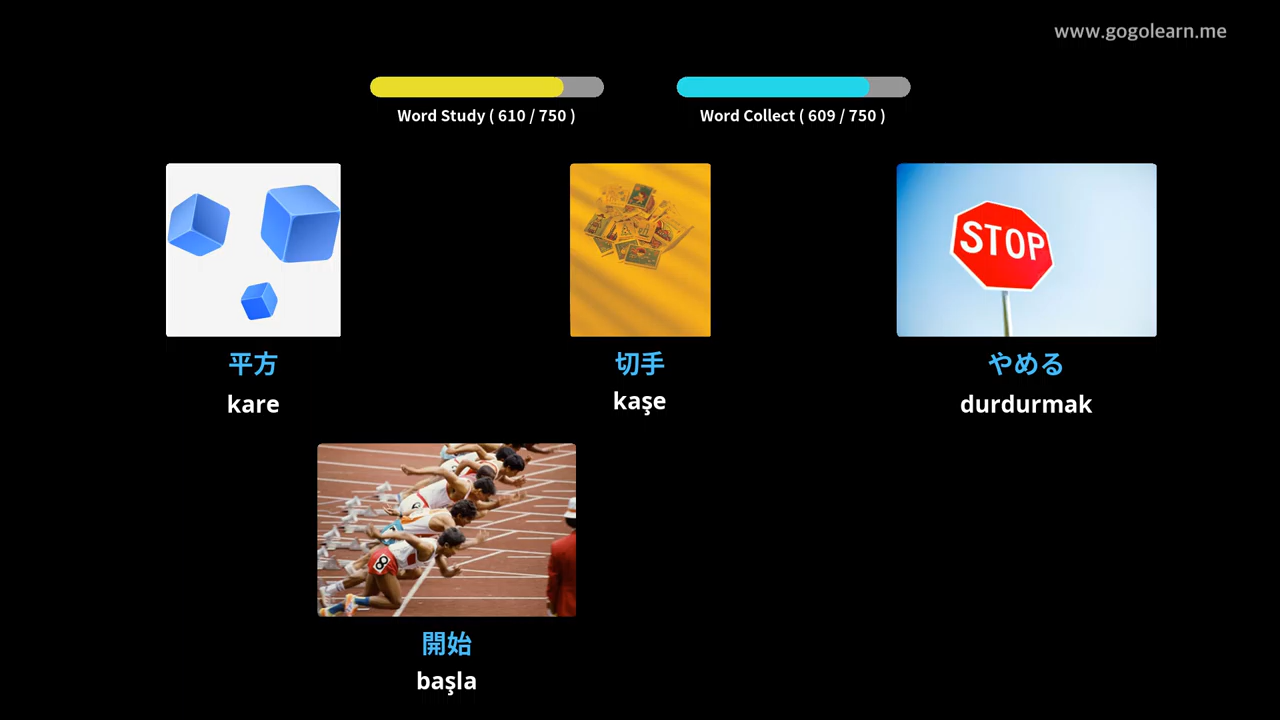 www.gogolearn.me
Word Study ( 610 / 750 )
Word Collect ( 609 / 750 )
STOP
平方
kare
切手
kaşe
やめる
durdurmak
8
開始
başla